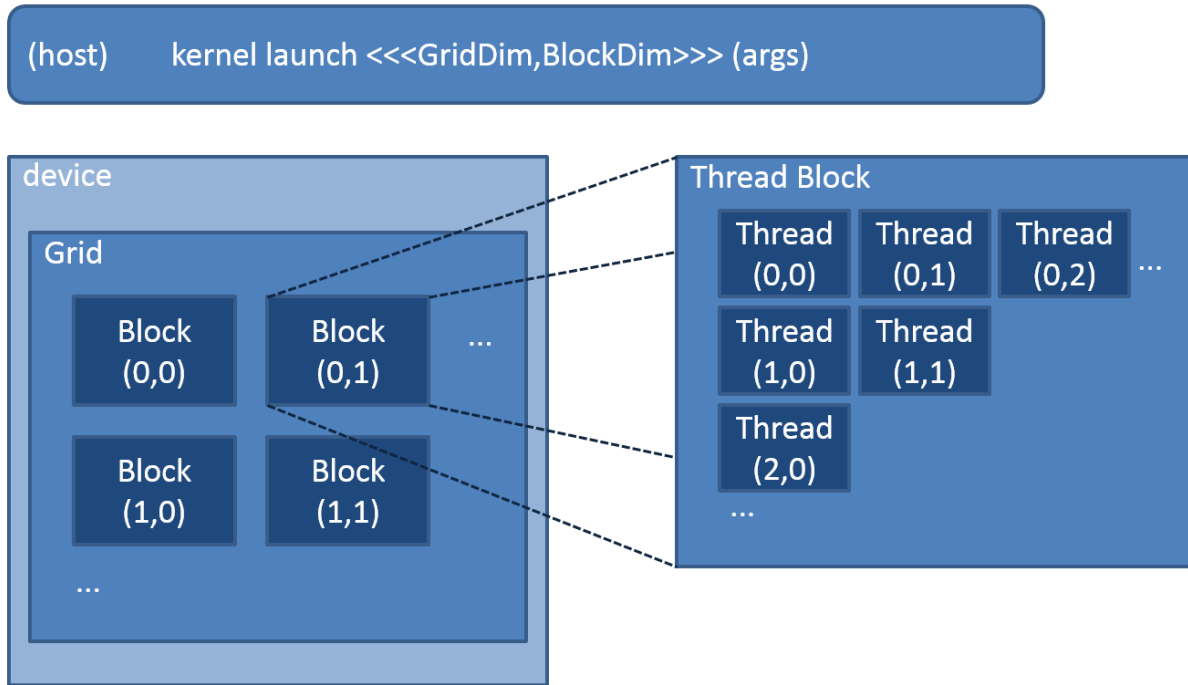 (host) kernel launch <<<GridDim,BlockDim>>> (args)
device
Grid
Block
(0,0)
Block
(0,1)
...
Block
(1,0)
Block
(1,1)
...
Thread Block
Thread
(0,0)
Thread
(0,1)
Thread
(0,2)
...
Thread
(1,0)
Thread
(1,1)
Thread
(2,0)
...